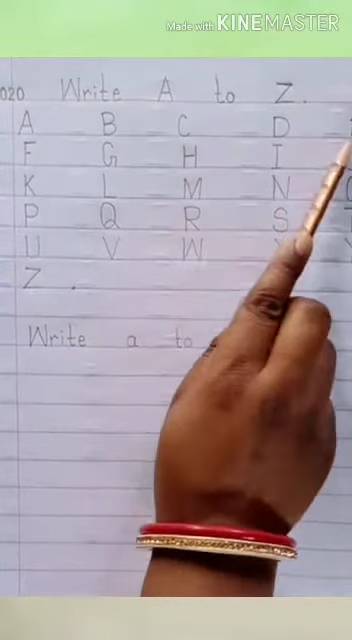 Made with KINEMASTER
020 Write A to Z.
A B C D
F G H I
K L M N
P Q R S
U V W
Z .
Write a to